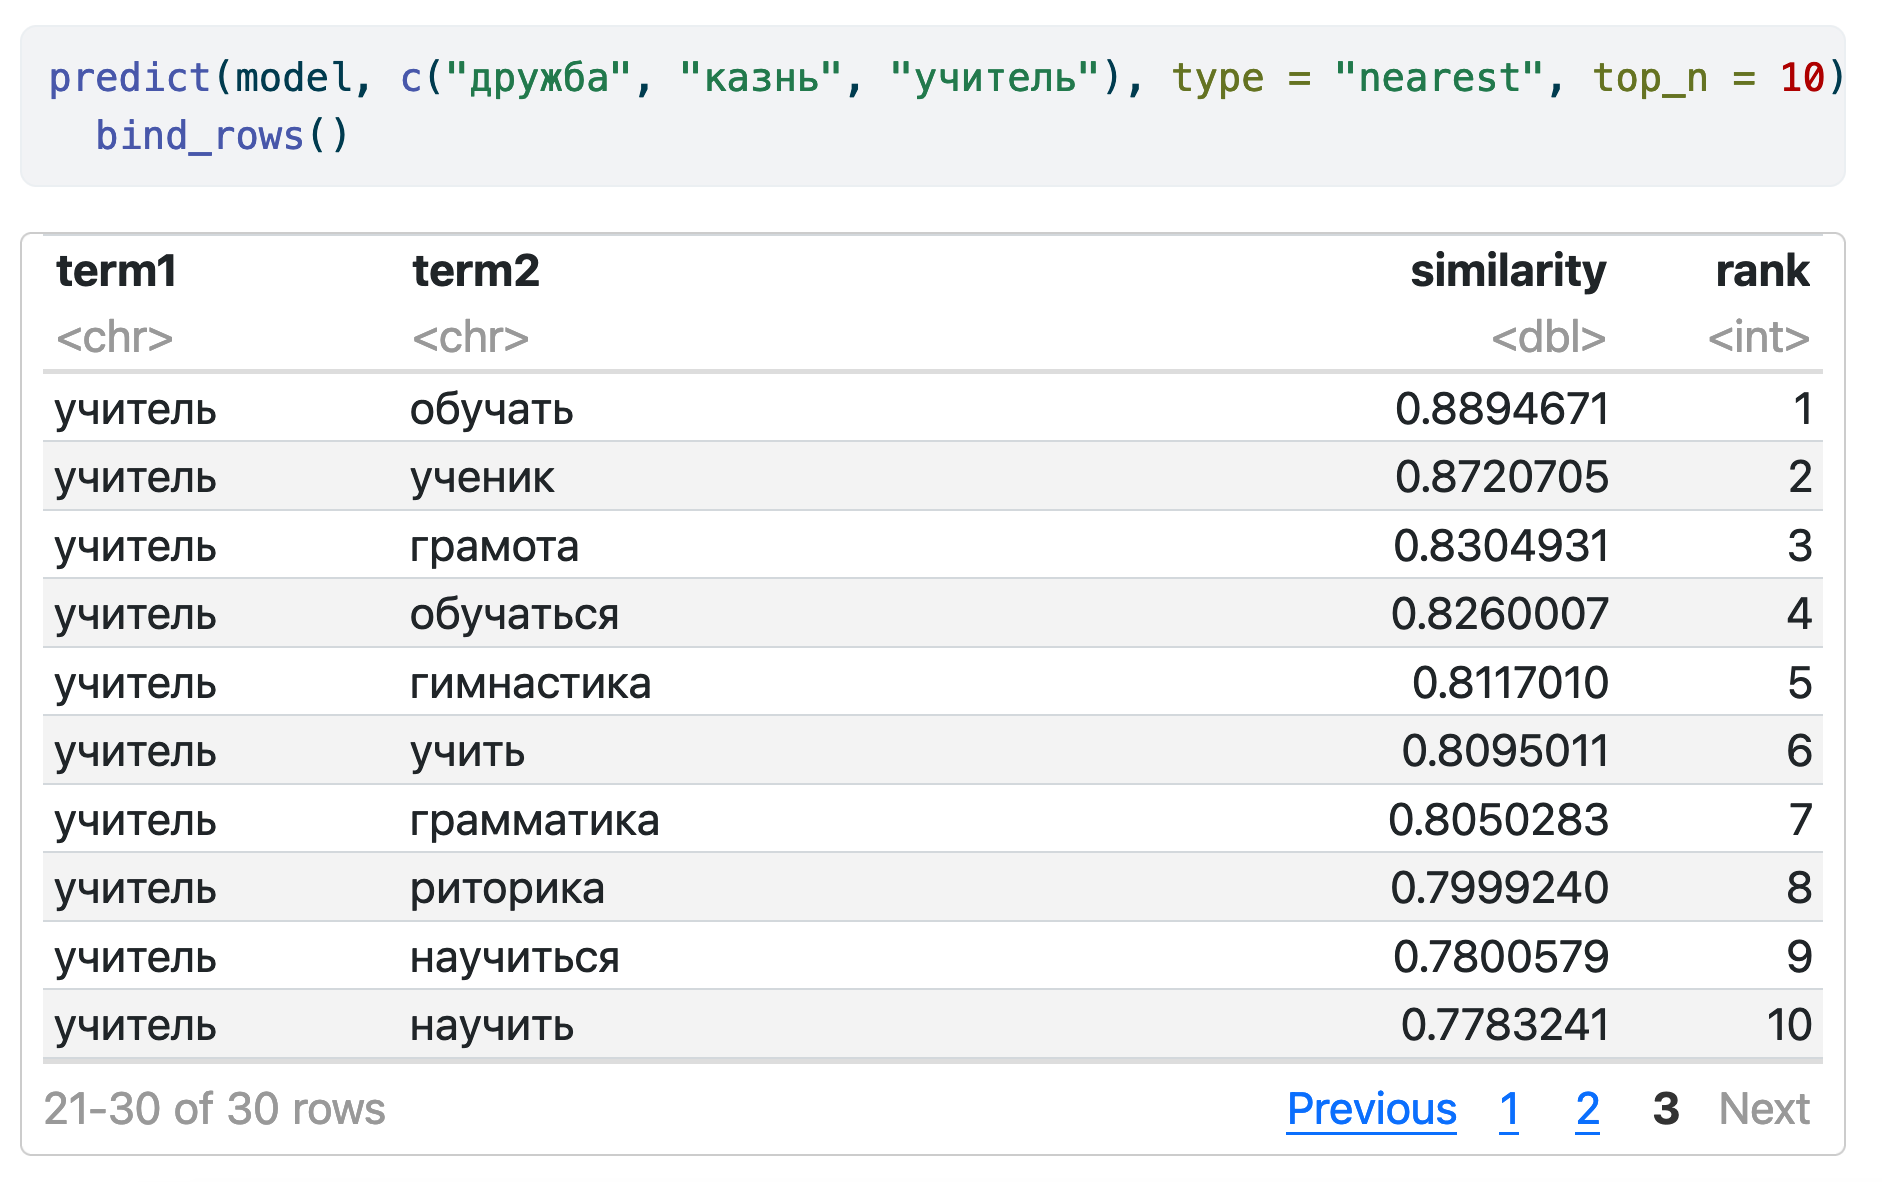 predict(model, c("дружба", "казнь", "учитель"), type = "nearest", top_n = 10)
bind_rows()
term1 term2 similarity rank
<chr> <chr> <dbl> <int>
учитель обучать 0.8894671 1
учитель ученик 0.8720705 2
учитель грамота 0.8304931 3
учитель обучаться 0.8260007 4
учитель гимнастика 0.8117010 5
учитель учить 0.8095011 6
учитель грамматика 0.8050283 7
учитель риторика 0.7999240 8
учитель научиться 0.7800579 9
учитель научить 0.7783241 10
21-30 of 30 rows Previous 1 2 3 Next